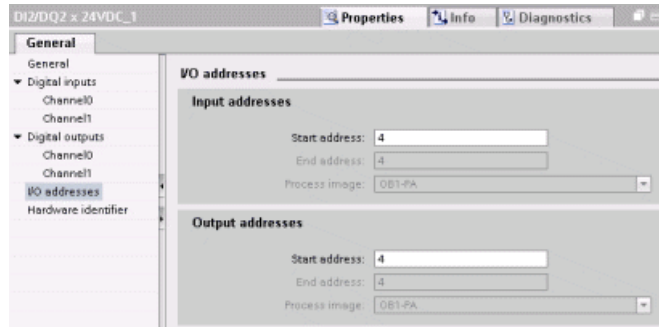 DI2/DQ2 x 24VDC_1
Properties
Info
Diagnostics
General
General
Digital inputs
Channel0
Channel1
Digital outputs
Channel0
Channel1
I/O addresses
Hardware identifier
I/O addresses
Input addresses
Start address: 4
End address: 4
Process image: OB1-PA
Output addresses
Start address: 4
End address: 4
Process image: OB1-PA